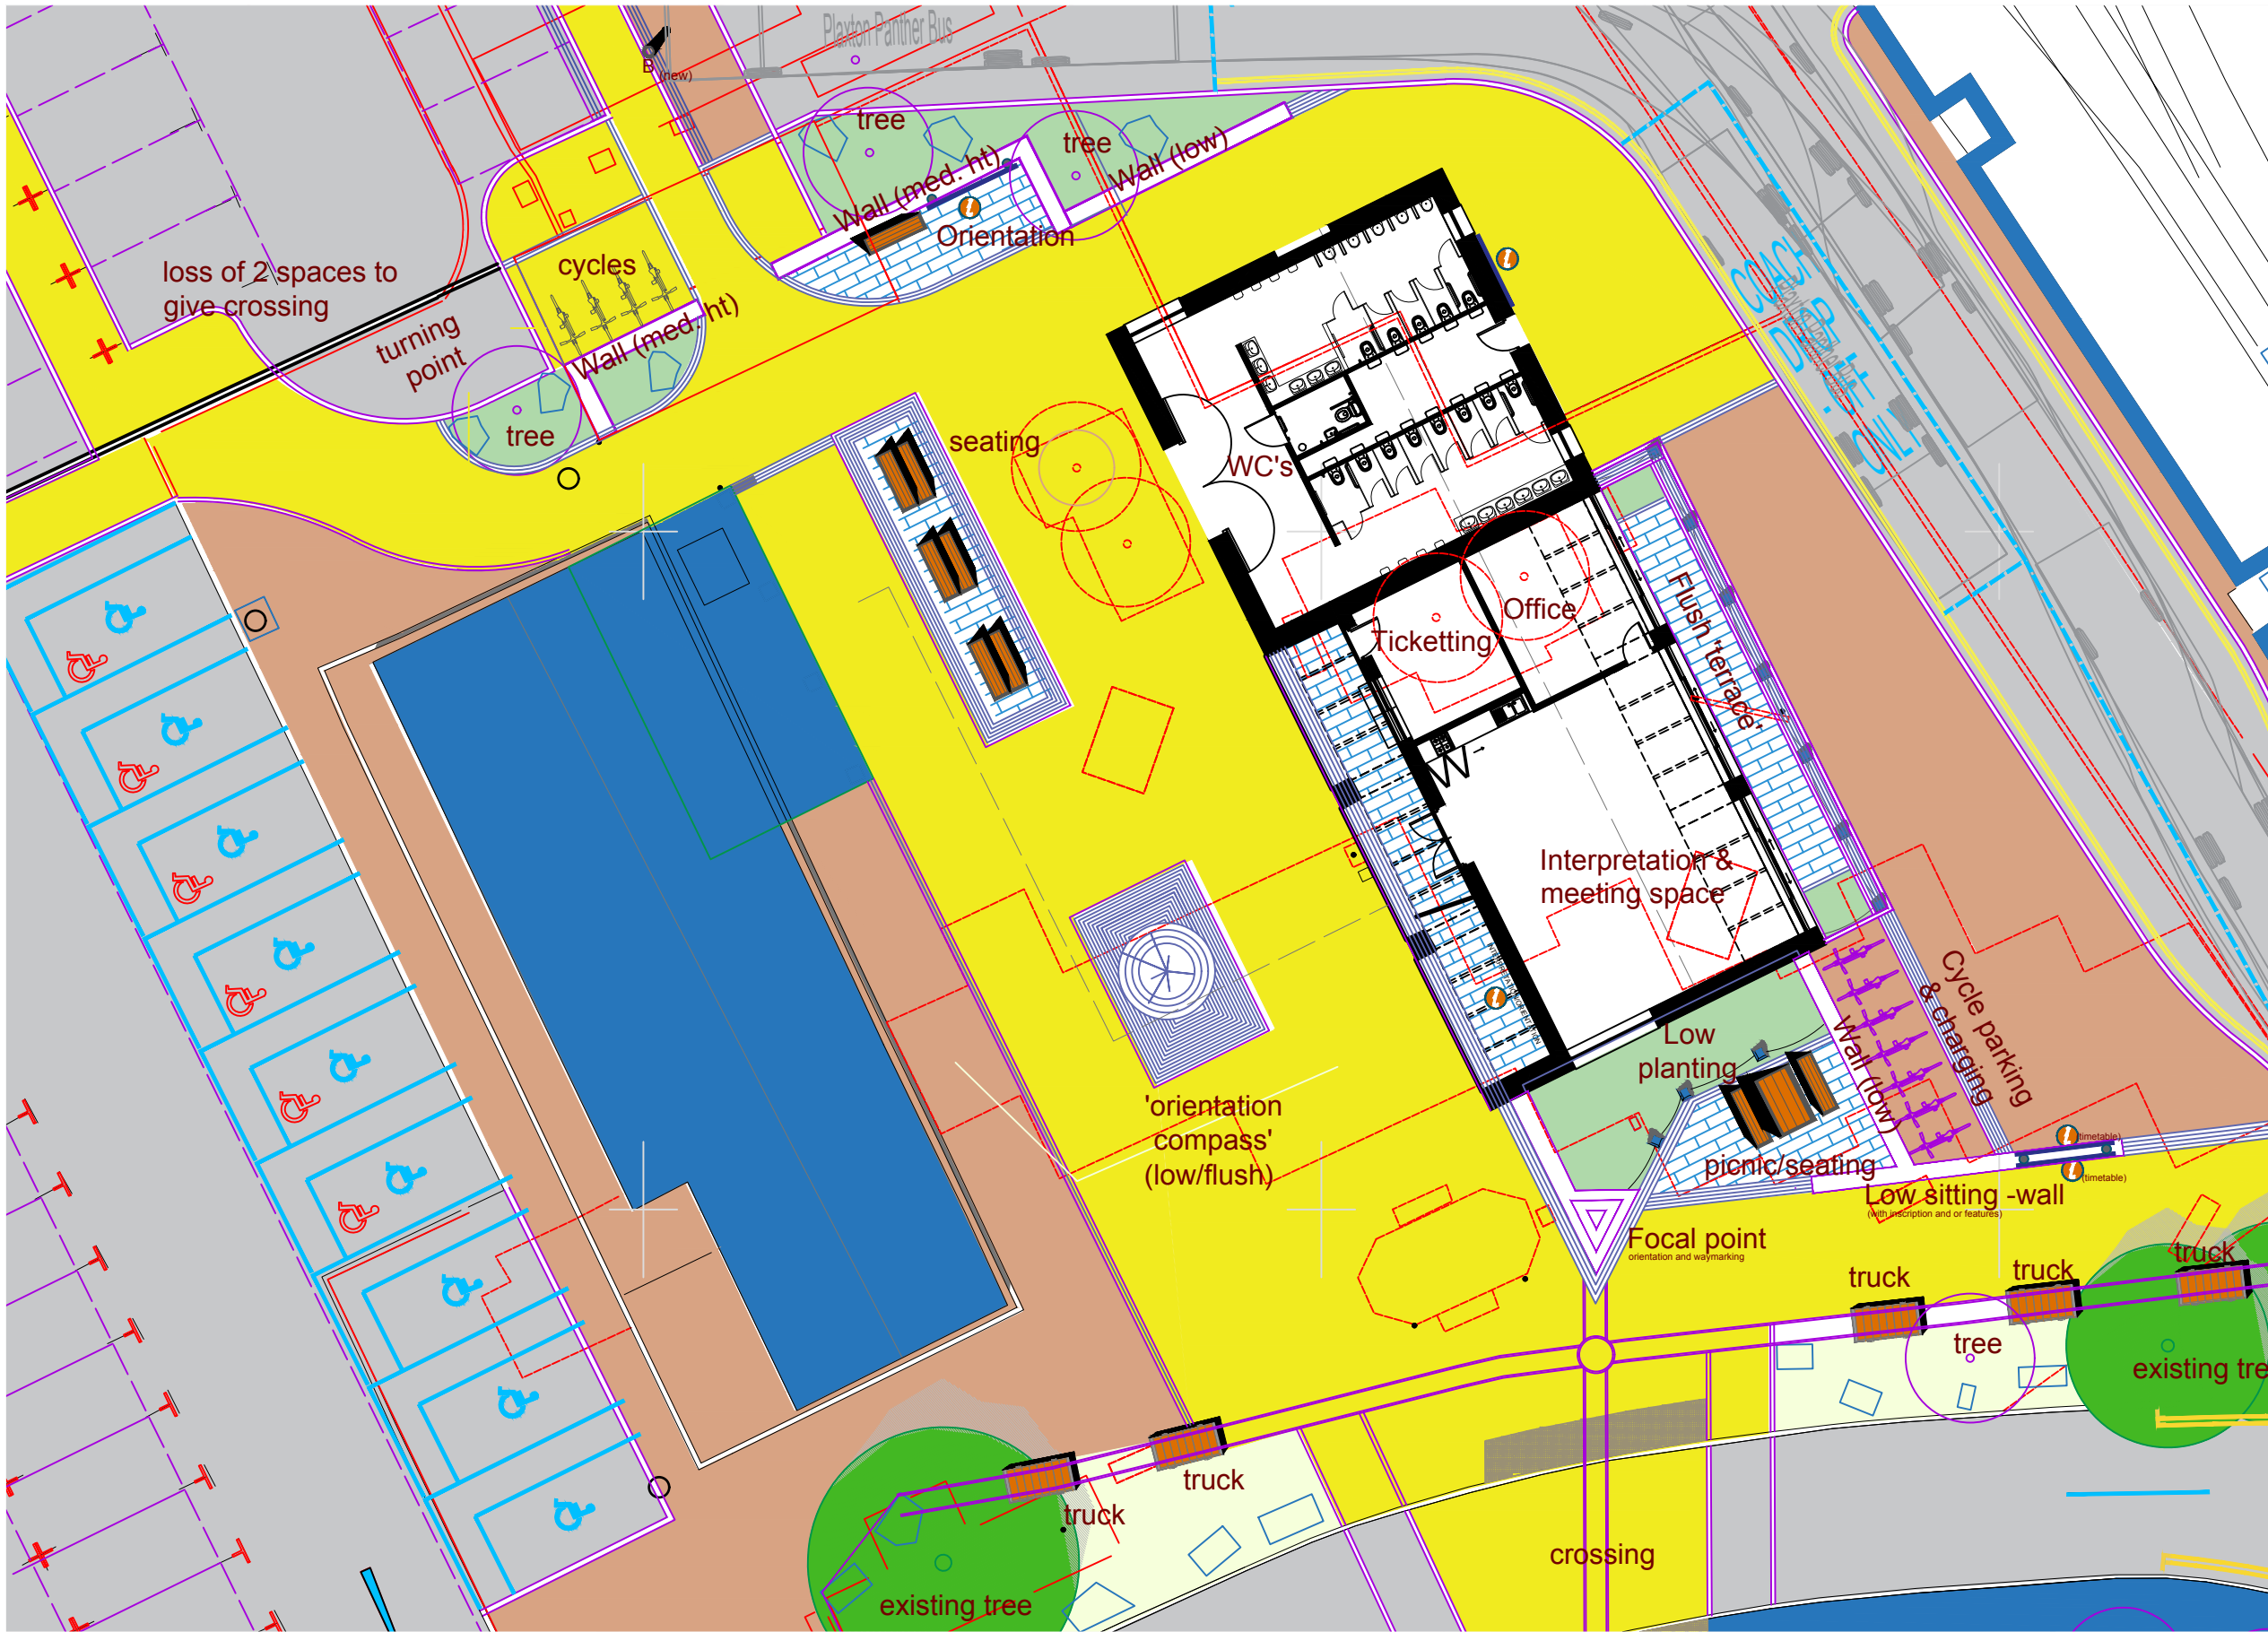 Plaxton Panther Bus
B (new)
tree
tree
Wall (med. ht)
Wall (low)
Orientation
loss of 2 spaces to
give crossing
cycles
Wall (med. ht)
turning
point
tree
seating
WC's
COACH
ONLY
Office
Ticketting
Flush 'terrace'
Interpretation &
meeting space
Cycle parking
& charging
Low
planting
Wall (low)
'orientation
compass'
(low/flush)
picnic/seating
(timetable)
(timetable)
Low sitting -wall
(with inscription and or features)
Focal point
orientation and waymarking
truck
truck
truck
tree
existing tre
truck
truck
crossing
existing tree